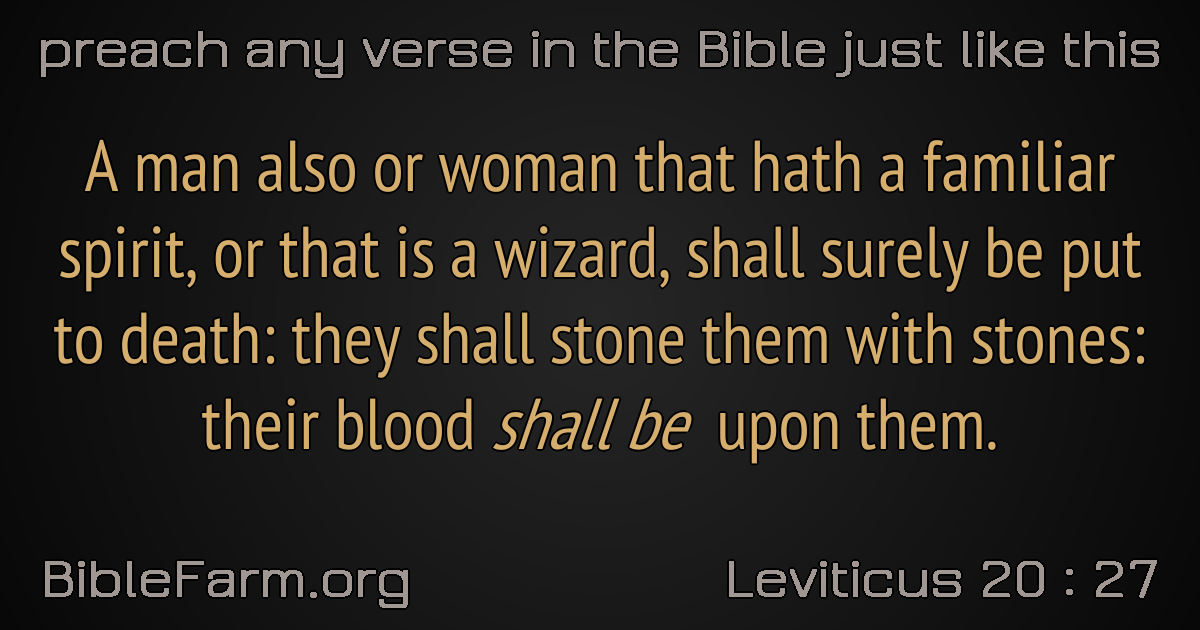 preach any verse in the Bible just like this
A man also or woman that hath a familiar
spirit, or that is a wizard, shall surely be put
to death: they shall stone them with stones:
their blood shall be upon them.
BibleFarm.org
Leviticus 20 : 27